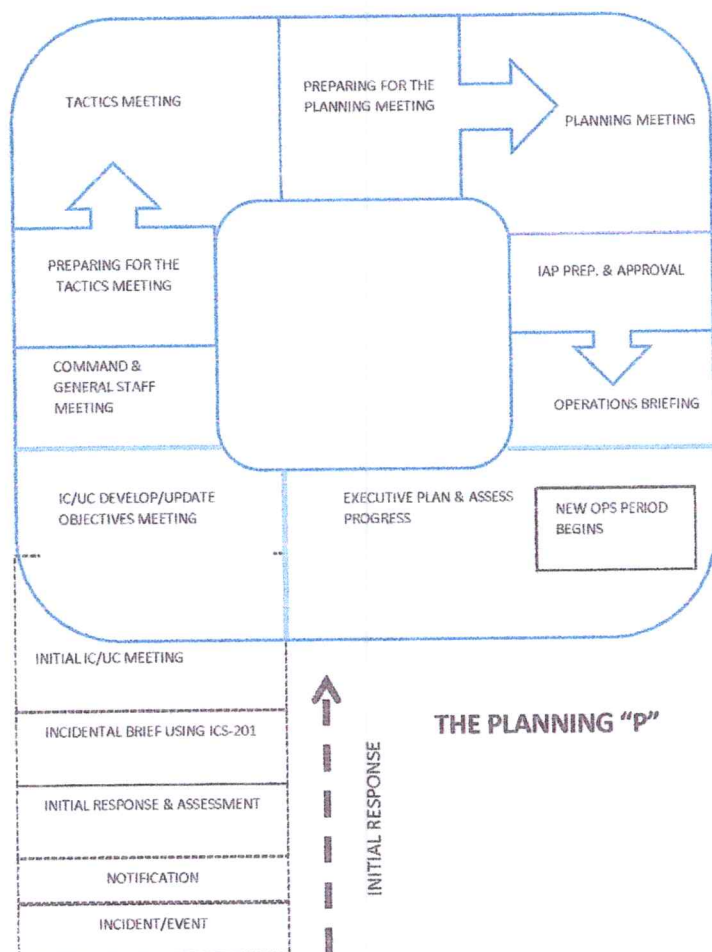 TACTICS MEETING
PREPARING FOR THE
PLANNING MEETING
PLANNING MEETING
PREPARING FOR THE
TACTICS MEETING
IAP PREP. & APPROVAL
COMMAND &
GENERAL STAFF
MEETING
OPERATIONS BRIEFING
IC/UC DEVELOP/UPDATE
OBJECTIVES MEETING
EXECUTIVE PLAN & ASSESS
PROGRESS
NEW OPS PERIOD
BEGINS
INITIAL IC/UC MEETING
THE PLANNING “P”
INCIDENTAL BRIEF USING ICS-201
INITIAL RESPONSE & ASSESSMENT
INITIAL RESPONSE
NOTIFICATION
INCIDENT/EVENT